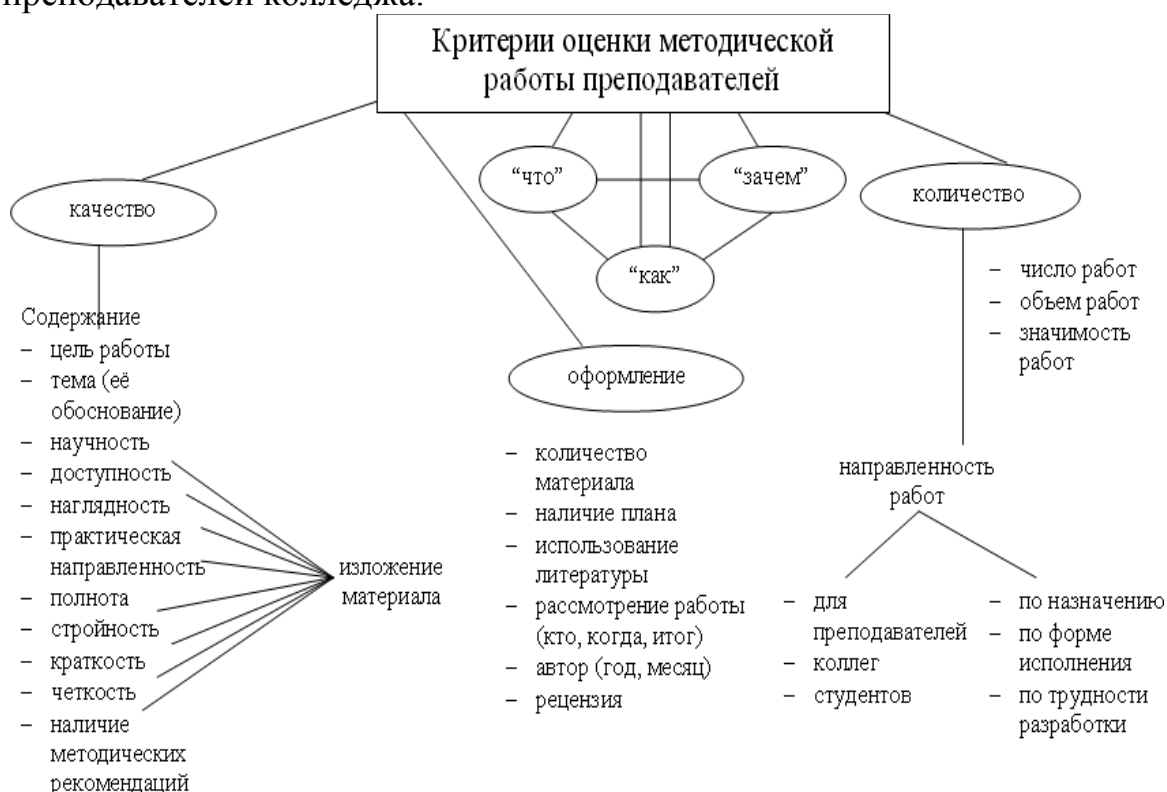 преподавателей колледжа.
Критерии оценки методической
работы преподавателей
“что”
“зачем”
“как”
качество
количество
оформление
Содержание
– цель работы
– тема (её
обоснование)
– научность
– доступность
– наглядность
– практическая
направленность
– полнота
– стройность
– краткость
– четкость
– наличие
методических
рекомендаций
изложение
материала
– количество
материала
– наличие плана
– использование
литературы
– рассмотрение работы
(кто, когда, итог)
– автор (год, месяц)
– рецензия
– число работ
– объем работ
– значимость
работ
направленность
работ
– для
преподавателей
– коллег
– студентов
– по назначению
– по форме
исполнения
– по трудности
разработки